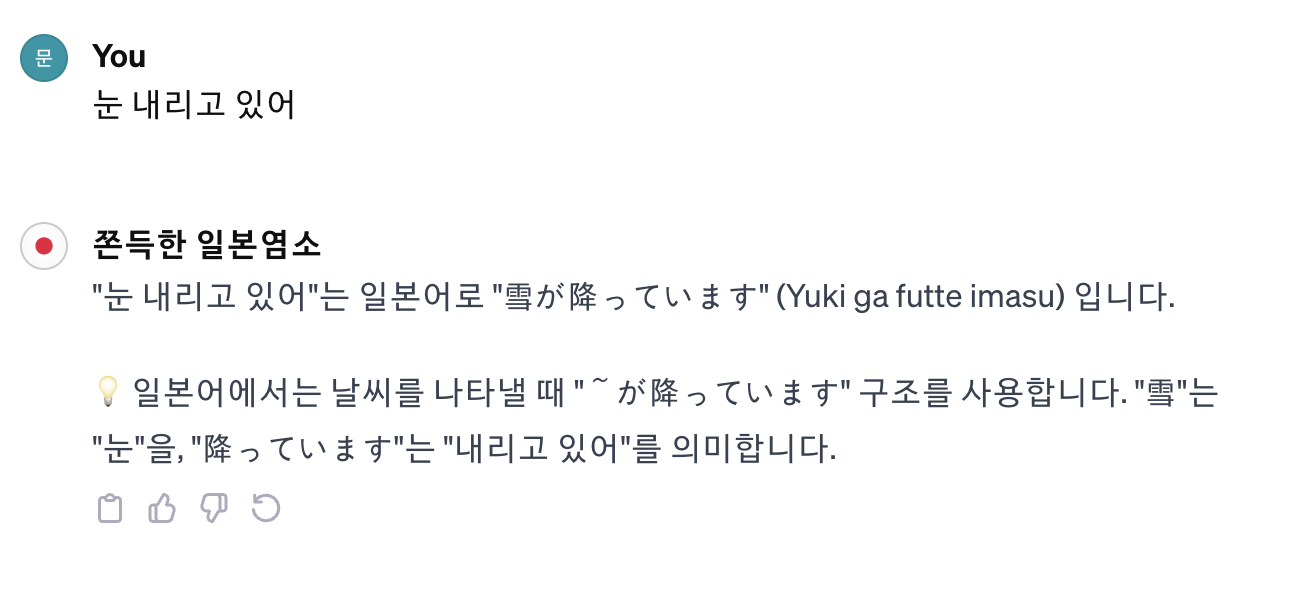 문
You
눈 내리고 있어
쫀득한 일본염소
"눈 내리고 있어"는 일본어로 "雪が降っています" (Yuki ga futte imasu) 입니다.
💡 일본어에서는 날씨를 나타낼 때 " ~ が降っています" 구조를 사용합니다. "雪"는
"눈"을, "降っています"는 "내리고 있어"를 의미합니다.